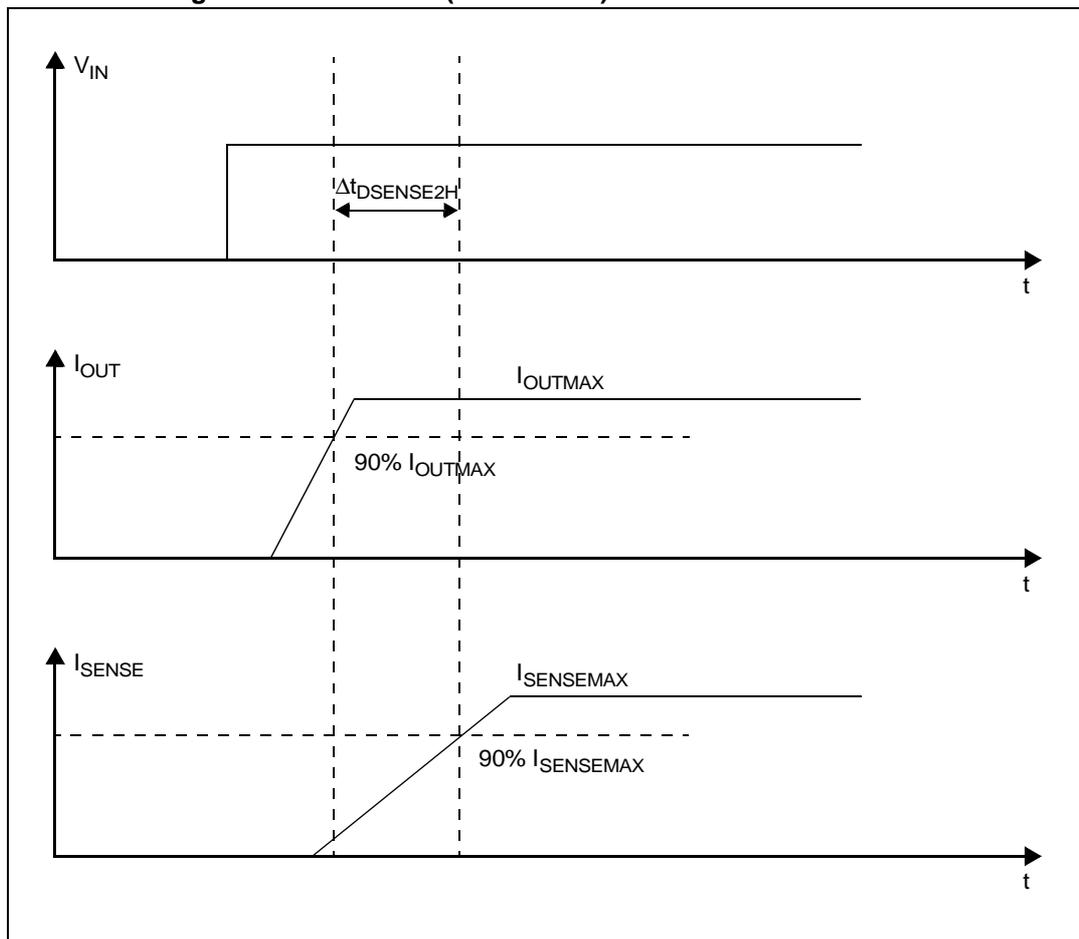 V_IN
Δt_DSENSE2H
t
I_OUT
I_OUTMAX
90% I_OUTMAX
t
I_SENSE
I_SENSEMAX
90% I_SENSEMAX
t